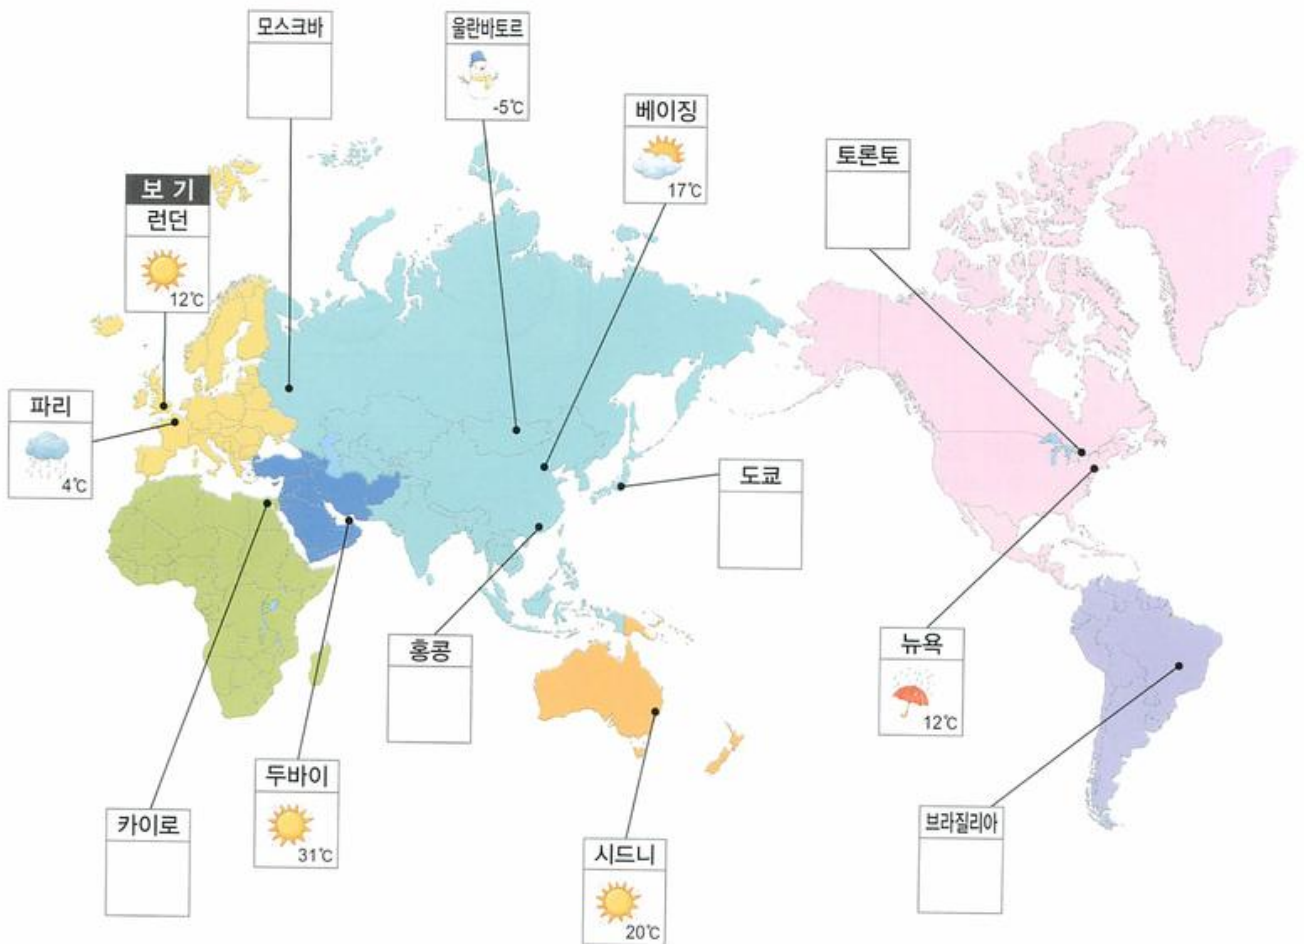 모스크바
울란바토르
-5℃
베이징
17℃
토론토
보 기
런던
12℃
파리
4℃
도쿄
홍콩
뉴욕
12℃
두바이
31℃
카이로
시드니
20℃
브라질리아